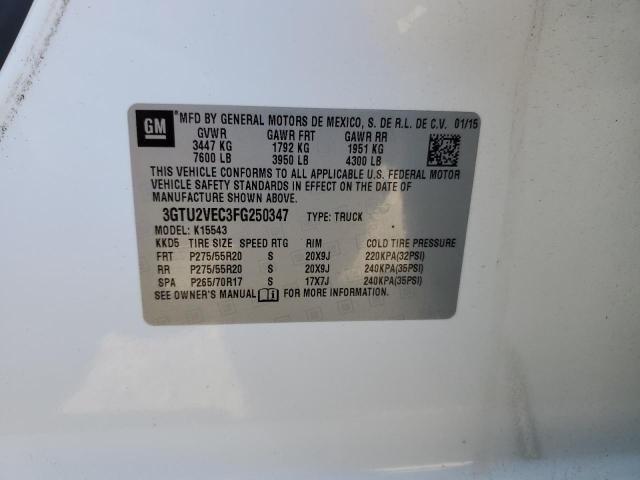 GM
MFD BY GENERAL MOTORS DE MEXICO, S. DE R.L. DE C.V. 01/15
GVWR GAWR FRT GAWR RR
3447 KG 1792 KG 1951 KG
7600 LB 3950 LB 4300 LB
THIS VEHICLE CONFORMS TO ALL APPLICABLE U.S. FEDERAL MOTOR
VEHICLE SAFETY STANDARDS IN EFFECT ON THE DATE OF
MANUFACTURE SHOWN ABOVE.
3GTU2VEC3FG250347 TYPE: TRUCK
MODEL: K15543
KKD5 TIRE SIZE SPEED RTG RIM COLD TIRE PRESSURE
FRT P275/55R20 S 20X9J 220KPA(32PSI)
RR P275/55R20 S 20X9J 240KPA(35PSI)
SPA P265/70R17 S 17X7J 240KPA(35PSI)
SEE OWNER'S MANUAL FOR MORE INFORMATION.